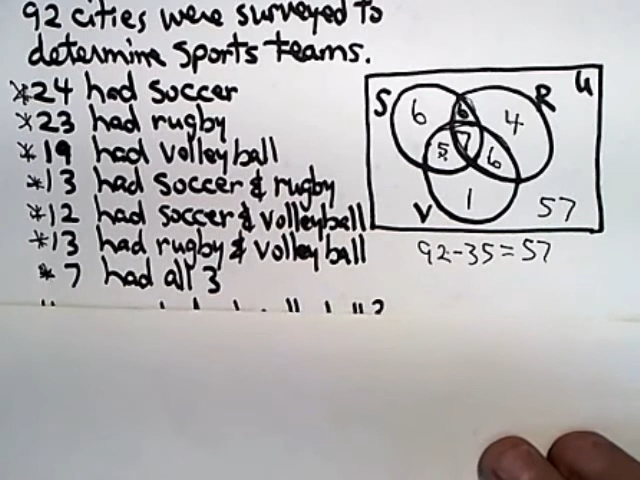 92 cities were surveyed to
determine sports teams.
*24 had soccer
*23 had rugby
*19 had volleyball
*13 had soccer & rugby
*12 had soccer & volleyball
*13 had rugby & volleyball
*7 had all 3
U
S 6 6 4 R
5 7 6
V 1 57
92-35=57